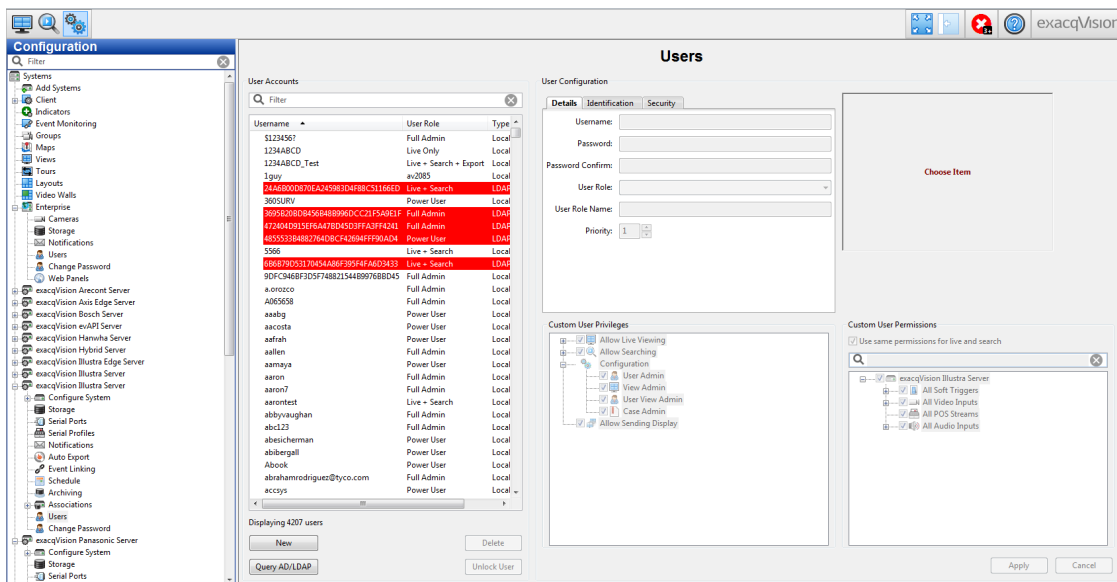 exacqVision
Configuration
Filter
Systems
Add Systems
Client
Indicators
Event Monitoring
Groups
Maps
Views
Tours
Layouts
Video Walls
Enterprise
Cameras
Storage
Notifications
Users
Change Password
Web Panels
exacqVision Arecont Server
exacqVision Axis Edge Server
exacqVision Bosch Server
exacqVision evAPI Server
exacqVision Hanwha Server
exacqVision Hybrid Server
exacqVision Illustra Edge Server
exacqVision Illustra Server
exacqVision Illustra Server
Configure System
Storage
Serial Ports
Serial Profiles
Notifications
Auto Export
Event Linking
Schedule
Archiving
Associations
Users
Change Password
exacqVision Panasonic Server
Configure System
Storage
Serial Ports
Users
User Accounts
Filter
Username User Role Type
$123456? Full Admin Local
1234ABCD Live Only Local
1234ABCD_Test Live + Search + Export Local
1guy av2085 Local
24A6B00D870EA245983D4F88C51166ED Live + Search LDAP
360SURV Power User Local
3695B20BDB456B48B996DCC21F5A9E1F Full Admin LDAP
472404D915EF6A47BD45D3FFA3FF4241 Full Admin LDAP
4855533B4882764DBCF42694FFF90AD4 Power User LDAP
5566 Live + Search Local
6B6B79D53170454A86F395F4FA6D3433 Live + Search LDAP
9DFC946BF3D5F748821544B9976BBD45 Full Admin Local
a.orozco Full Admin Local
A065658 Full Admin Local
aaabg Power User Local
aacosta Power User Local
aafrah Power User Local
aallen Full Admin Local
aamaya Power User Local
aaron Full Admin Local
aaron7 Full Admin Local
aarontest Live + Search Local
abbyvaughan Full Admin Local
abc123 Full Admin Local
abesicherman Power User Local
abibergall Power User Local
Abook Power User Local
abrahamrodriguez@tyco.com Full Admin Local
accsys Power User Local
Displaying 4207 users
New Delete
Query AD/LDAP Unlock User
User Configuration
Details Identification Security
Username:
Password:
Password Confirm:
User Role:
User Role Name:
Priority: 1
Choose Item
Custom User Privileges
Allow Live Viewing
Allow Searching
Configuration
User Admin
View Admin
User View Admin
Case Admin
Allow Sending Display
Custom User Permissions
Use same permissions for live and search
exacqVision Illustra Server
All Soft Triggers
All Video Inputs
All POS Streams
All Audio Inputs
Apply Cancel